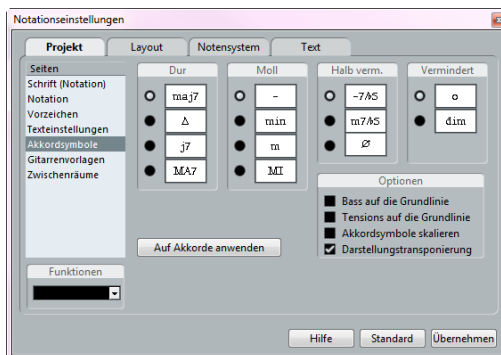 Notationseinstellungen
Projekt
Layout
Notensystem
Text
Seiten
Schrift (Notation)
Notation
Vorzeichen
Texteinstellungen
Akkordsymbole
Gitarrenvorlagen
Zwischenräume
Funktionen
Dur
maj7
Δ
j7
MA7
Moll
-
min
m
MI
Halb verm.
-7/b5
m7/b5
Ø
Vermindert
o
dim
Optionen
Bass auf die Grundlinie
Tensions auf die Grundlinie
Akkordsymbole skalieren
Darstellungstransponierung
Auf Akkorde anwenden
Hilfe
Standard
Übernehmen